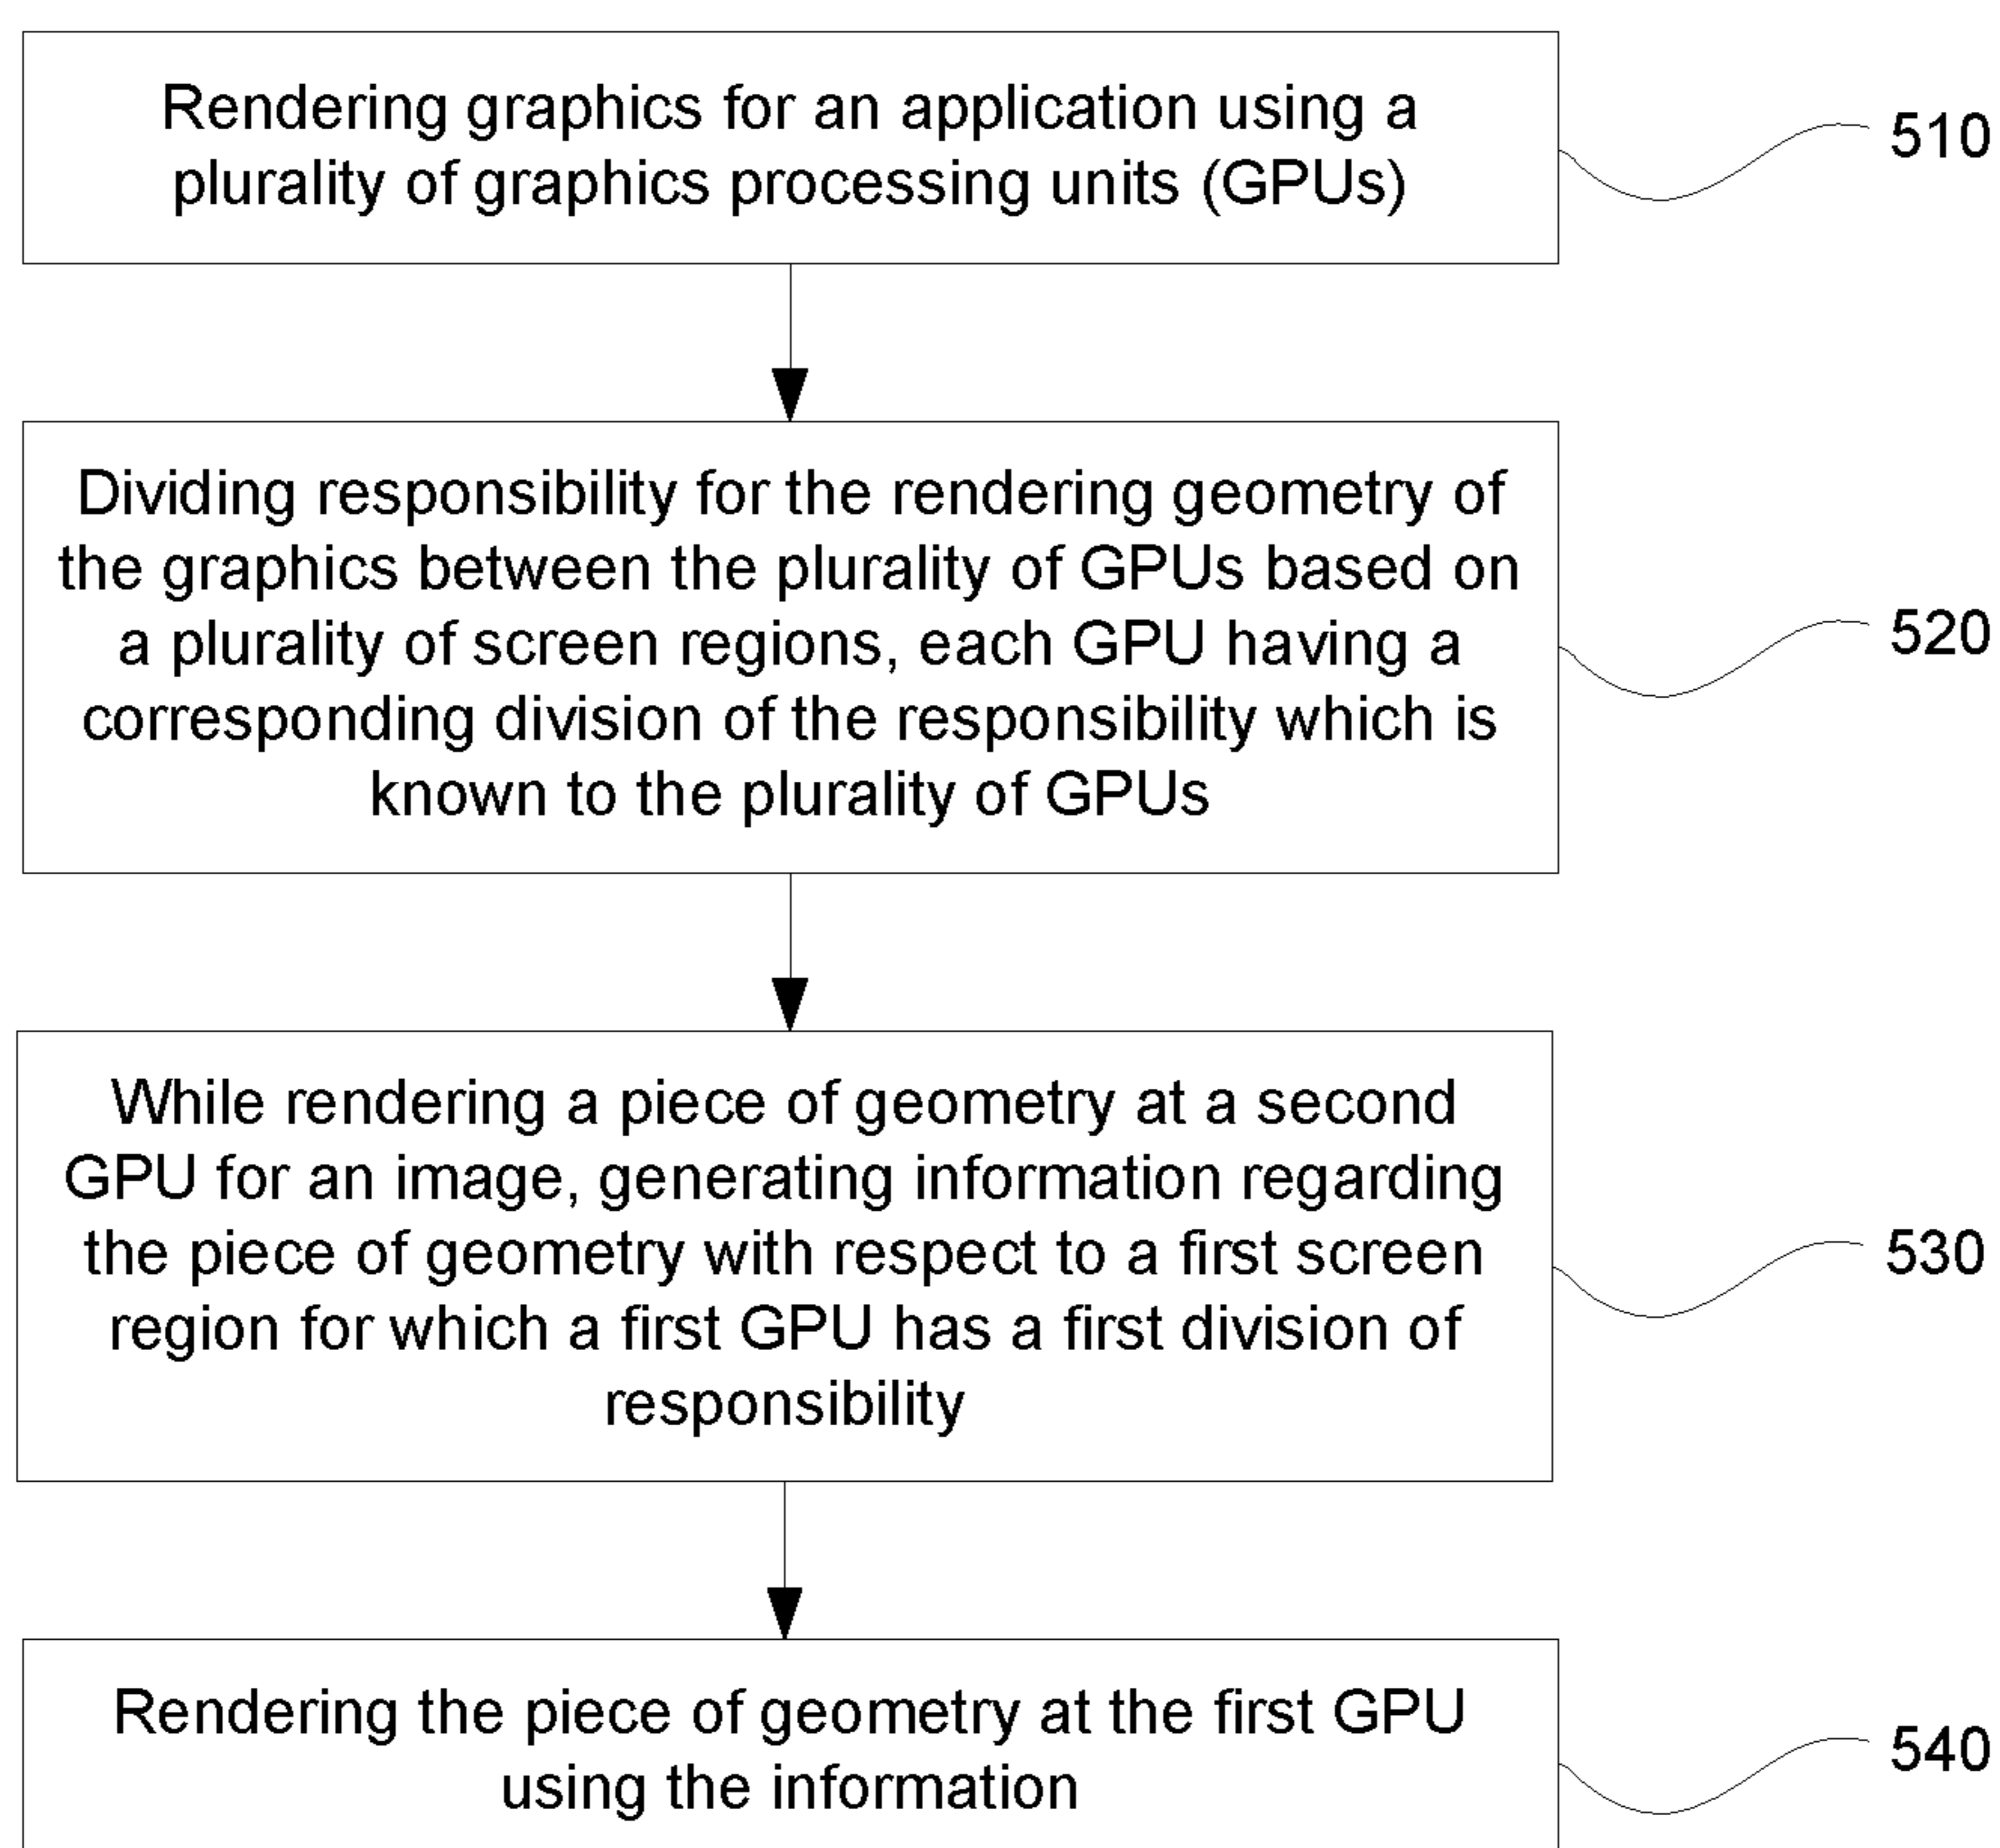 Rendering graphics for an application using a
plurality of graphics processing units (GPUs)
510
Dividing responsibility for the rendering geometry of
the graphics between the plurality of GPUs based on
a plurality of screen regions, each GPU having a
corresponding division of the responsibility which is
known to the plurality of GPUs
520
While rendering a piece of geometry at a second
GPU for an image, generating information regarding
the piece of geometry with respect to a first screen
region for which a first GPU has a first division of
responsibility
530
Rendering the piece of geometry at the first GPU
using the information
540